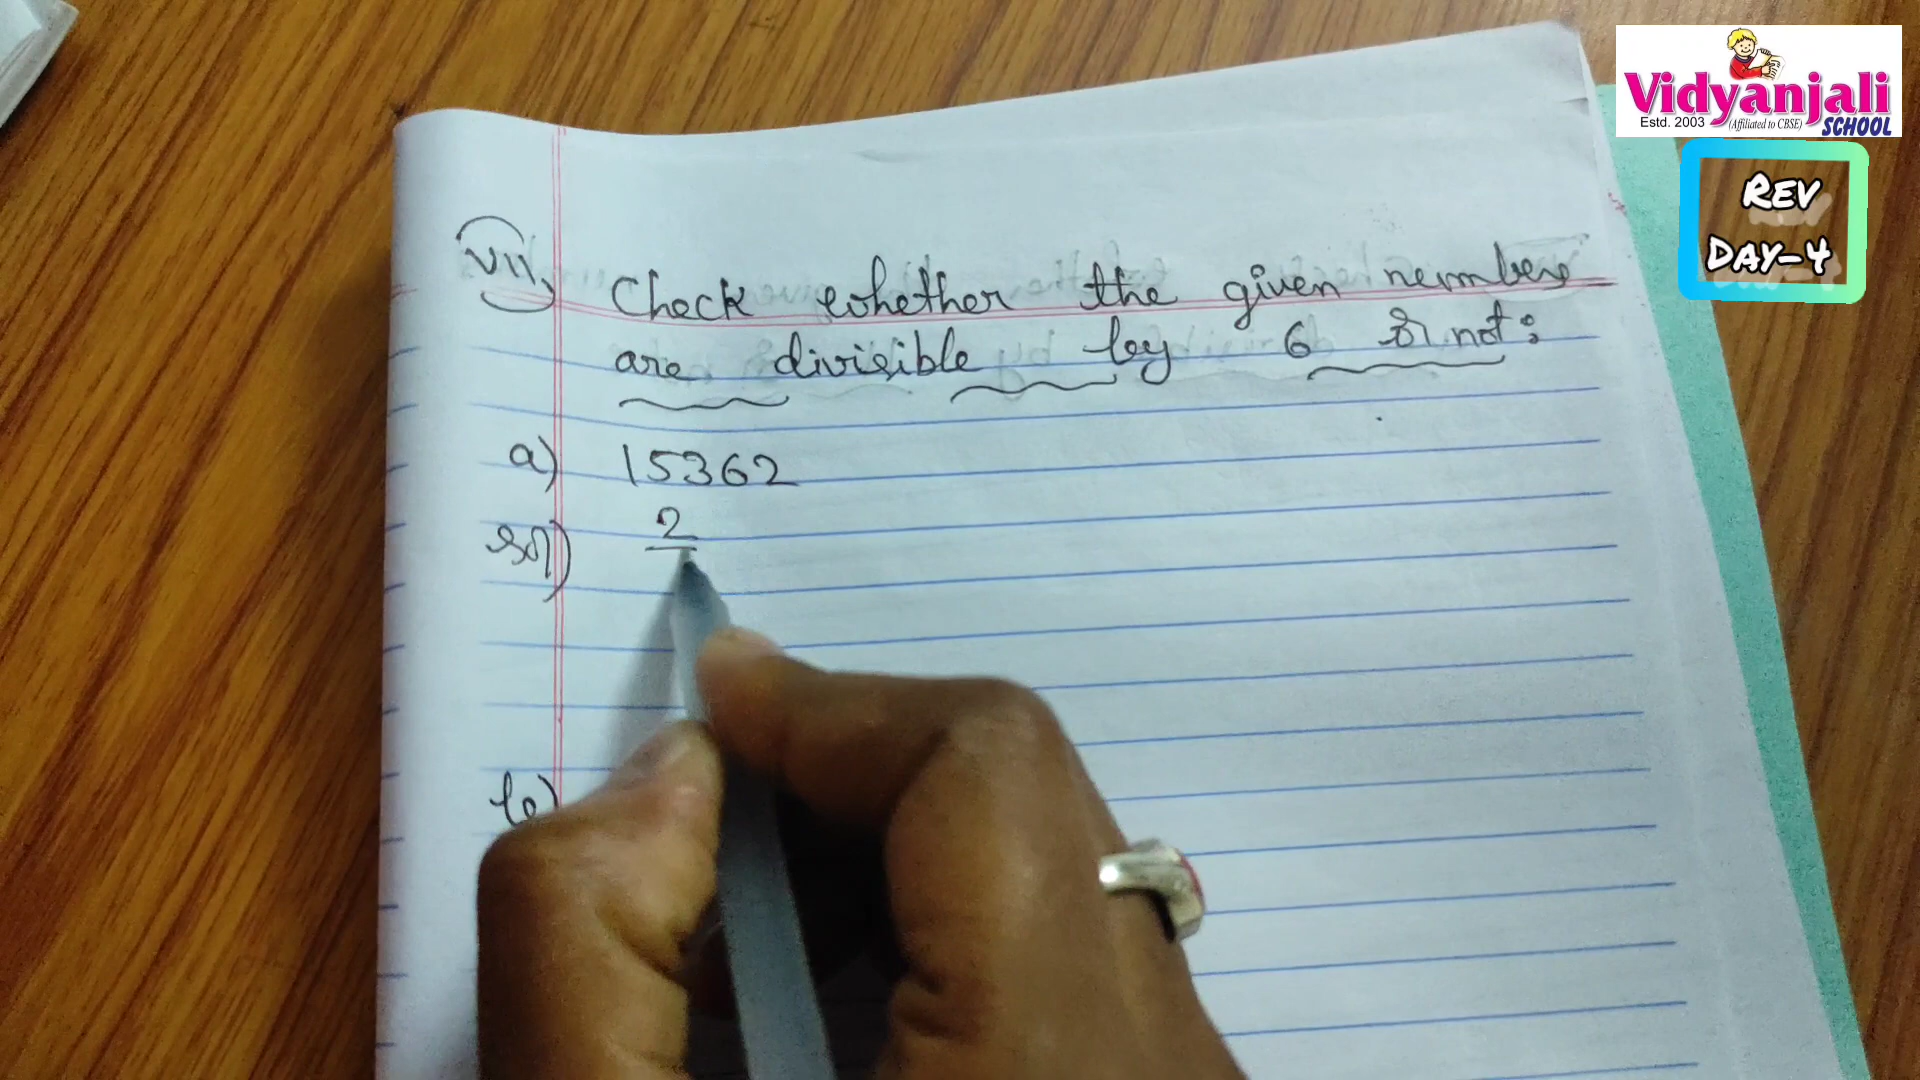 Vidyanjali
Estd. 2003 (Affiliated to CBSE) SCHOOL
REV
DAY-4
VII) Check whether the given numbers
are divisible by 6 or not:
a) 15362
sol) 2
b)